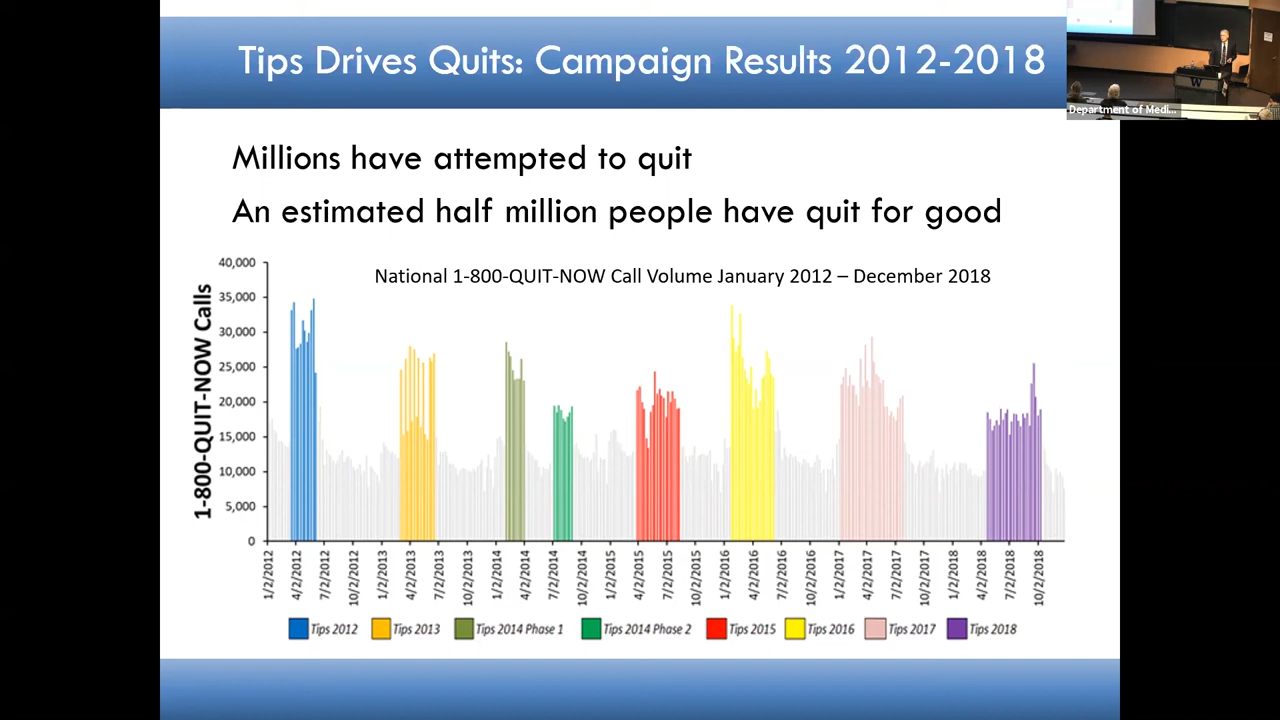 Tips Drives Quits: Campaign Results 2012-2018
Department of Medi...
Millions have attempted to quit
An estimated half million people have quit for good
National 1-800-QUIT-NOW Call Volume January 2012 – December 2018
1-800-QUIT-NOW Calls
40,000
35,000
30,000
25,000
20,000
15,000
10,000
5,000
0
1/2/2012
4/2/2012
7/2/2012
10/2/2012
1/2/2013
4/2/2013
7/2/2013
10/2/2013
1/2/2014
4/2/2014
7/2/2014
10/2/2014
1/2/2015
4/2/2015
7/2/2015
10/2/2015
1/2/2016
4/2/2016
7/2/2016
10/2/2016
1/2/2017
4/2/2017
7/2/2017
10/2/2017
1/2/2018
4/2/2018
7/2/2018
10/2/2018
Tips 2012
Tips 2013
Tips 2014 Phase 1
Tips 2014 Phase 2
Tips 2015
Tips 2016
Tips 2017
Tips 2018
W